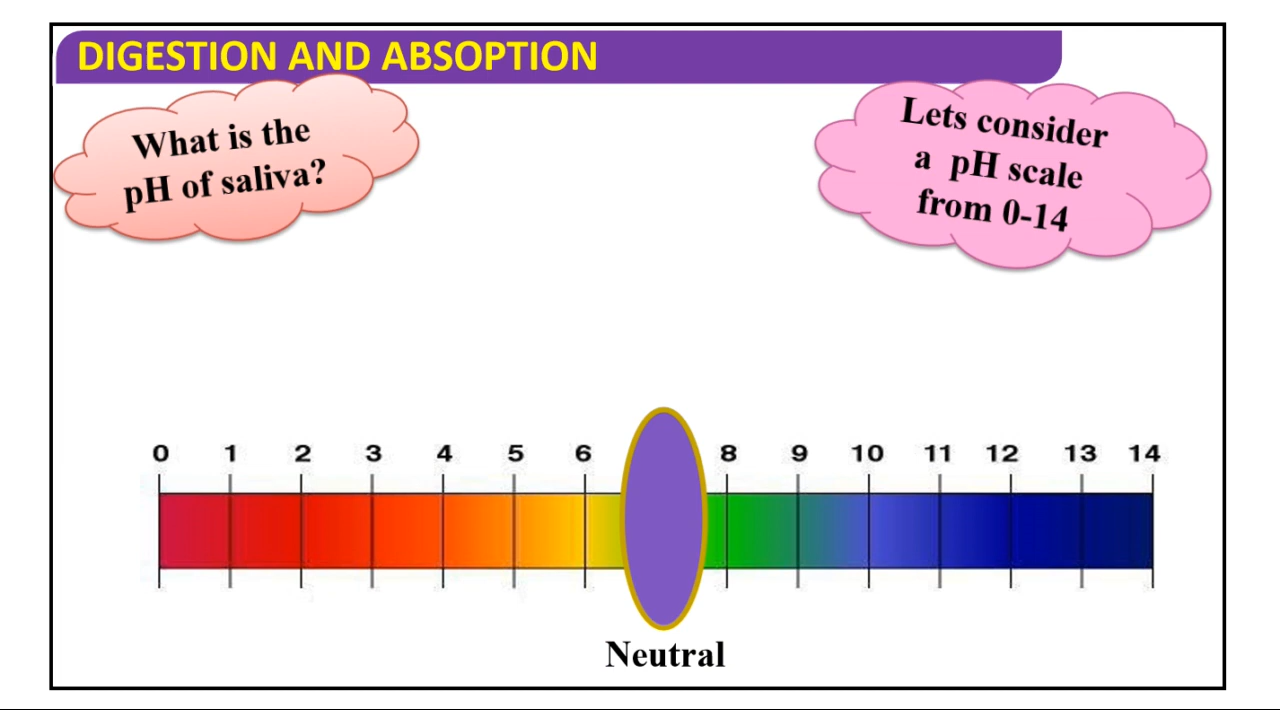 DIGESTION AND ABSOPTION
What is the
pH of saliva?
Lets consider
a pH scale
from 0-14
0 1 2 3 4 5 6 8 9 10 11 12 13 14
Neutral